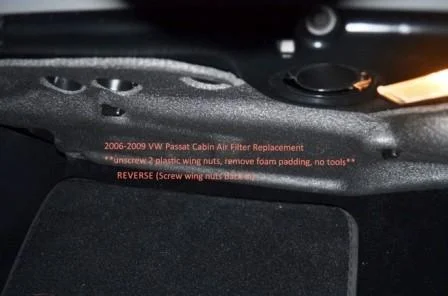 2006-2009 VW Passat Cabin Air Filter Replacement
**unscrew 2 plastic wing nuts, remove foam padding, no tools**
REVERSE (Screw wing nuts Back in)